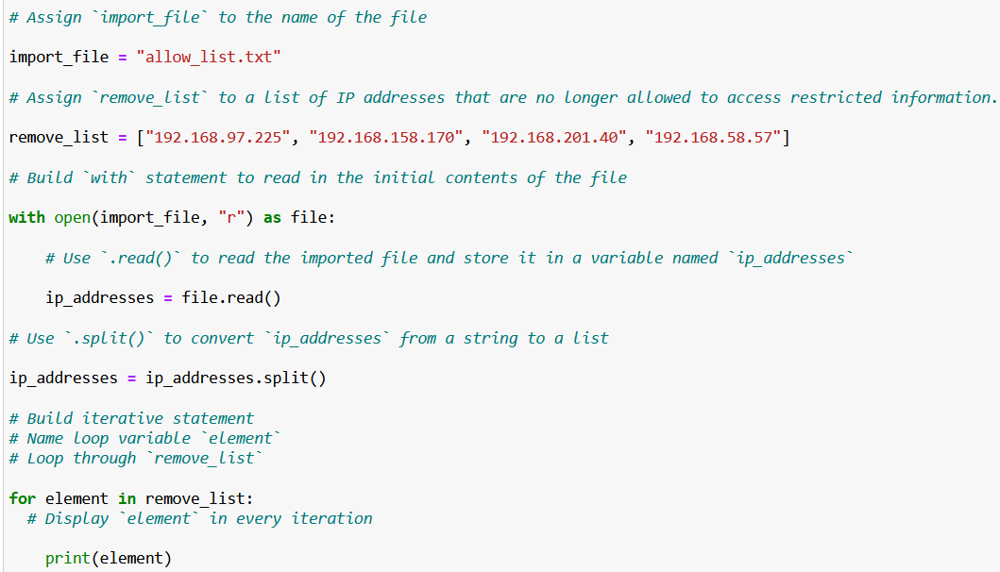 # Assign `import_file` to the name of the file
import_file = "allow_list.txt"
# Assign `remove_list` to a list of IP addresses that are no longer allowed to access restricted information.
remove_list = ["192.168.97.225", "192.168.158.170", "192.168.201.40", "192.168.58.57"]
# Build `with` statement to read in the initial contents of the file
with open(import_file, "r") as file:
    # Use `.read()` to read the imported file and store it in a variable named `ip_addresses`
    ip_addresses = file.read()
# Use `.split()` to convert `ip_addresses` from a string to a list
ip_addresses = ip_addresses.split()
# Build iterative statement
# Name loop variable `element`
# Loop through `remove_list`
for element in remove_list:
  # Display `element` in every iteration
    print(element)